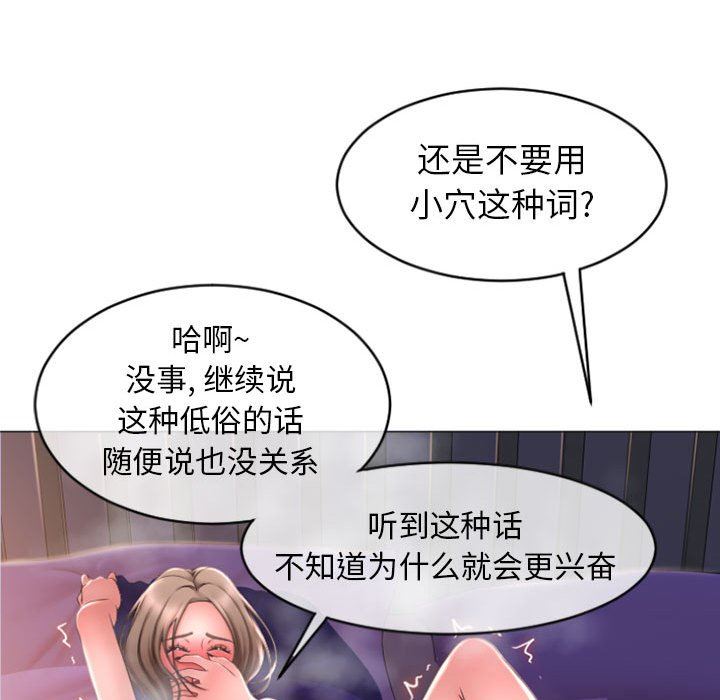 还是不要用
小穴这种词?
哈啊~
没事,继续说
这种低俗的话
随便说也没关系
听到这种话
不知道为什么就会更兴奋